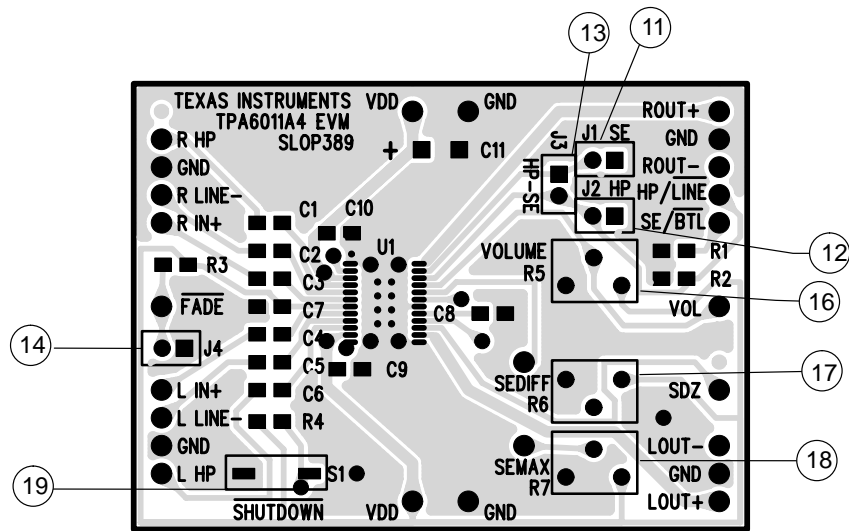 13
11
TEXAS INSTRUMENTS
TPA6011A4 EVM
SLOP389
VDD
GND
+
C11
J3
HP-SE
J1 SE
J2 HP
ROUT+
GND
ROUT-
HP/LINE
SE/BTL
R HP
GND
R LINE-
R IN+
R3
FADE
J4
14
L IN+
L LINE-
GND
L HP
C1
C10
C2
C3
C7
C4
C5
C6
R4
C9
U1
C8
VOLUME
R5
R1
R2
VOL
12
16
SEDIFF
R6
SDZ
17
SEMAX
R7
LOUT-
GND
LOUT+
18
19
S1
SHUTDOWN
VDD
GND